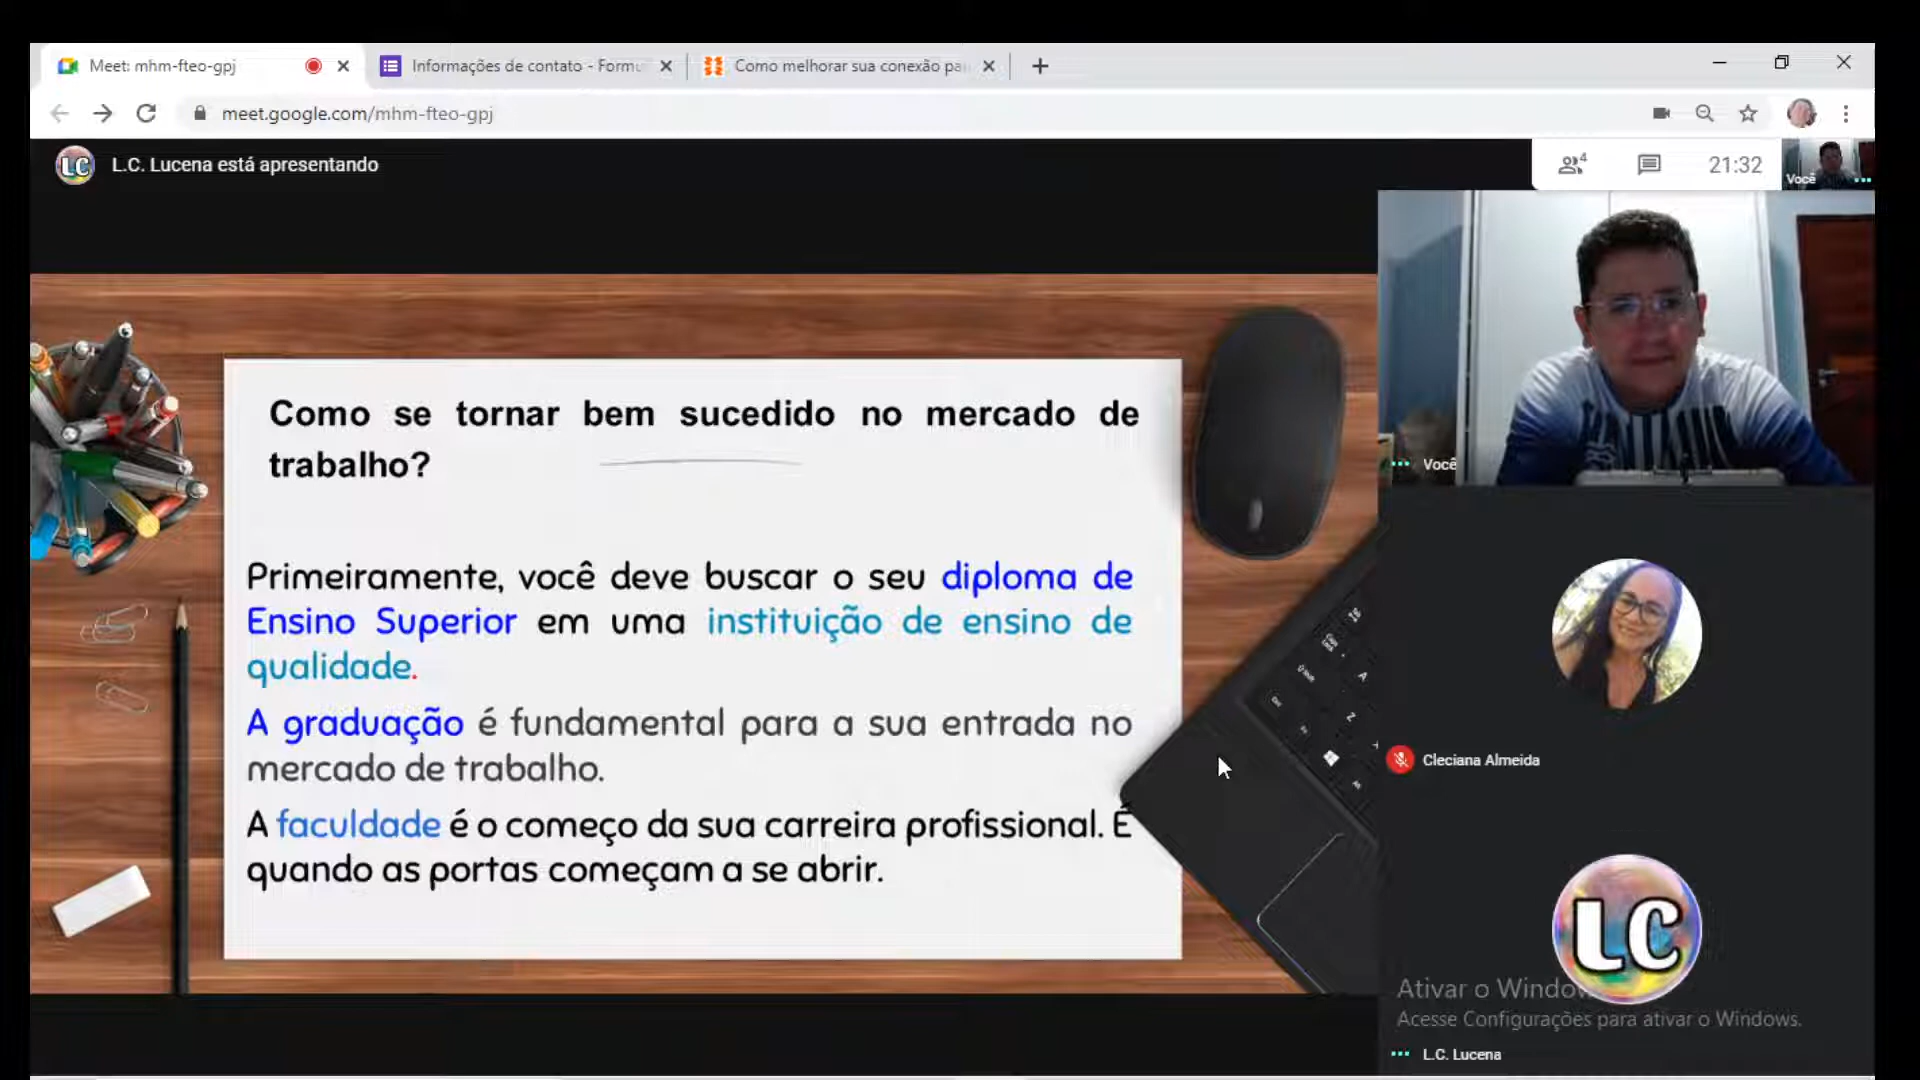 Meet: mhm-fteo-gpj
Informações de contato - Formu
Como melhorar sua conexão pa
meet.google.com/mhm-fteo-gpj
LC
L.C. Lucena está apresentando
4
21:32
Você
Como se tornar bem sucedido no mercado de
trabalho?
Primeiramente, você deve buscar o seu diploma de
Ensino Superior em uma instituição de ensino de
qualidade.
A graduação é fundamental para a sua entrada no
mercado de trabalho.
A faculdade é o começo da sua carreira profissional. É
quando as portas começam a se abrir.
Você
Cleciana Almeida
LC
Ativar o Windows
Acesse Configurações para ativar o Windows.
L.C. Lucena